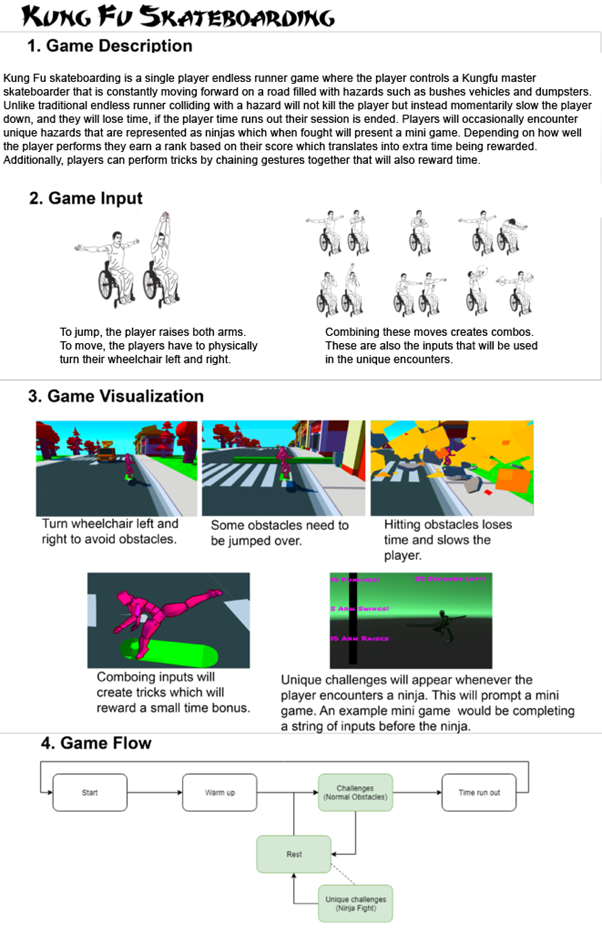 KUNG FU SKATEBOARDING
1. Game Description
Kung Fu skateboarding is a single player endless runner game where the player controls a Kungfu master
skateboarder that is constantly moving forward on a road filled with hazards such as bushes vehicles and dumpsters.
Unlike traditional endless runner colliding with a hazard will not kill the player but instead momentarily slow the player
down, and they will lose time, if the player time runs out their session is ended. Players will occasionally encounter
unique hazards that are represented as ninjas which when fought will present a mini game. Depending on how well
the player performs they earn a rank based on their score which translates into extra time being rewarded.
Additionally, players can perform tricks by chaining gestures together that will also reward time.
2. Game Input
To jump, the player raises both arms.
To move, the players have to physically
turn their wheelchair left and right.
Combining these moves creates combos.
These are also the inputs that will be used
in the unique encounters.
3. Game Visualization
Turn wheelchair left and
right to avoid obstacles.
Some obstacles need to
be jumped over.
Hitting obstacles loses
time and slows the
player.
5 ARM SWINGS!
10 ARM RAISES
Comboing inputs will
create tricks which will
reward a small time bonus.
Unique challenges will appear whenever the
player encounters a ninja. This will prompt a mini
game. An example mini game would be completing
a string of inputs before the ninja.
4. Game Flow
Start
Warm up
Challenges
(Normal Obstacles)
Time run out
Rest
Unique challenges
(Ninja Fight)